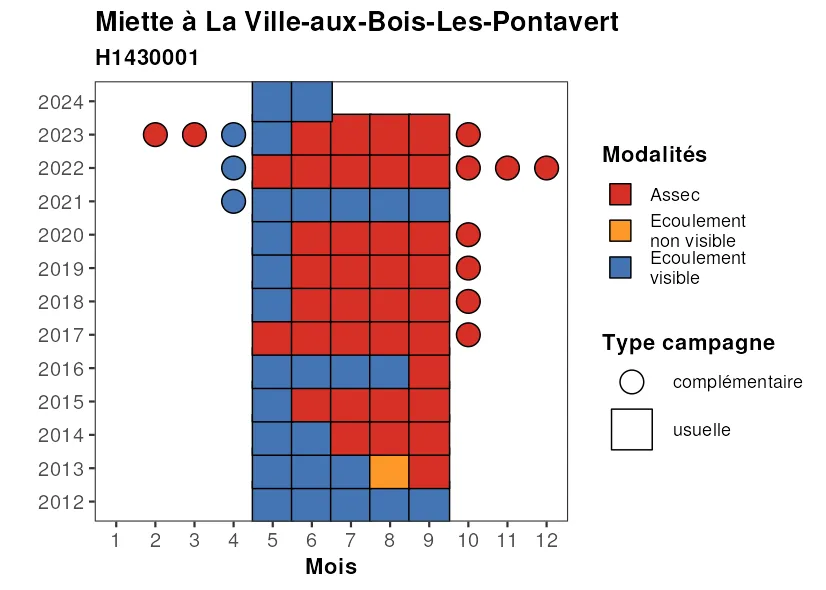 Miette à La Ville-aux-Bois-Les-Pontavert
H1430001
2024
2023
2022
2021
2020
2019
2018
2017
2016
2015
2014
2013
2012
1 2 3 4 5 6 7 8 9 10 11 12
Mois
Modalités
Assec
Ecoulement
non visible
Ecoulement
visible
Type campagne
complémentaire
usuelle